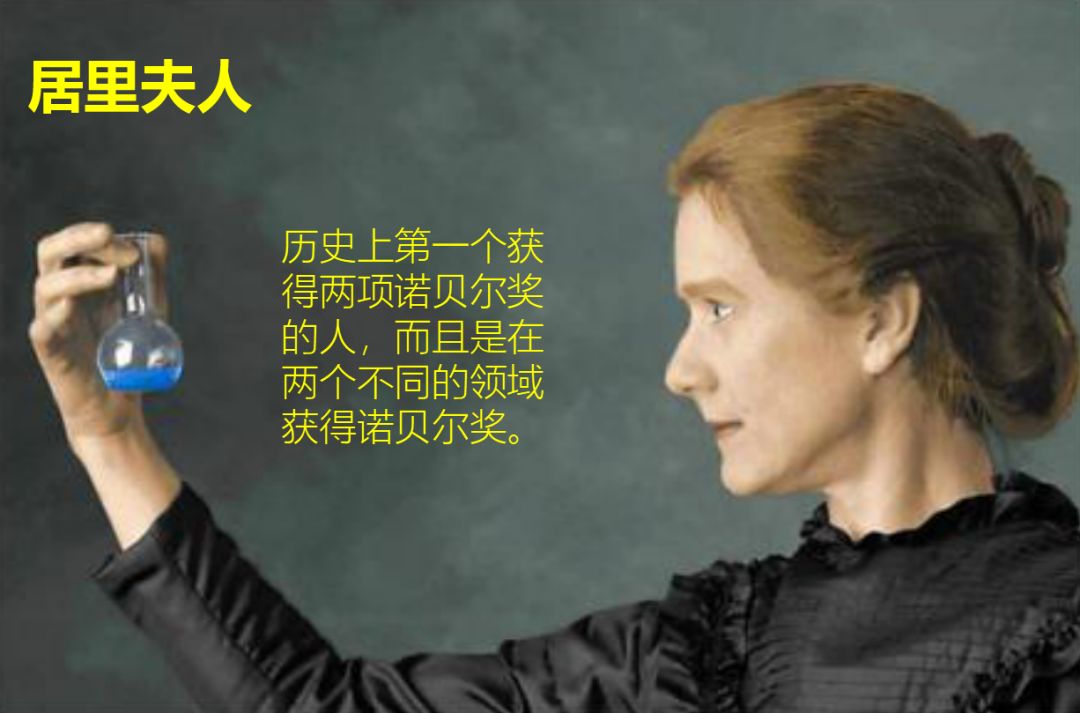 居里夫人
历史上第一个获
得两项诺贝尔奖
的人，而且是在
两个不同的领域
获得诺贝尔奖。